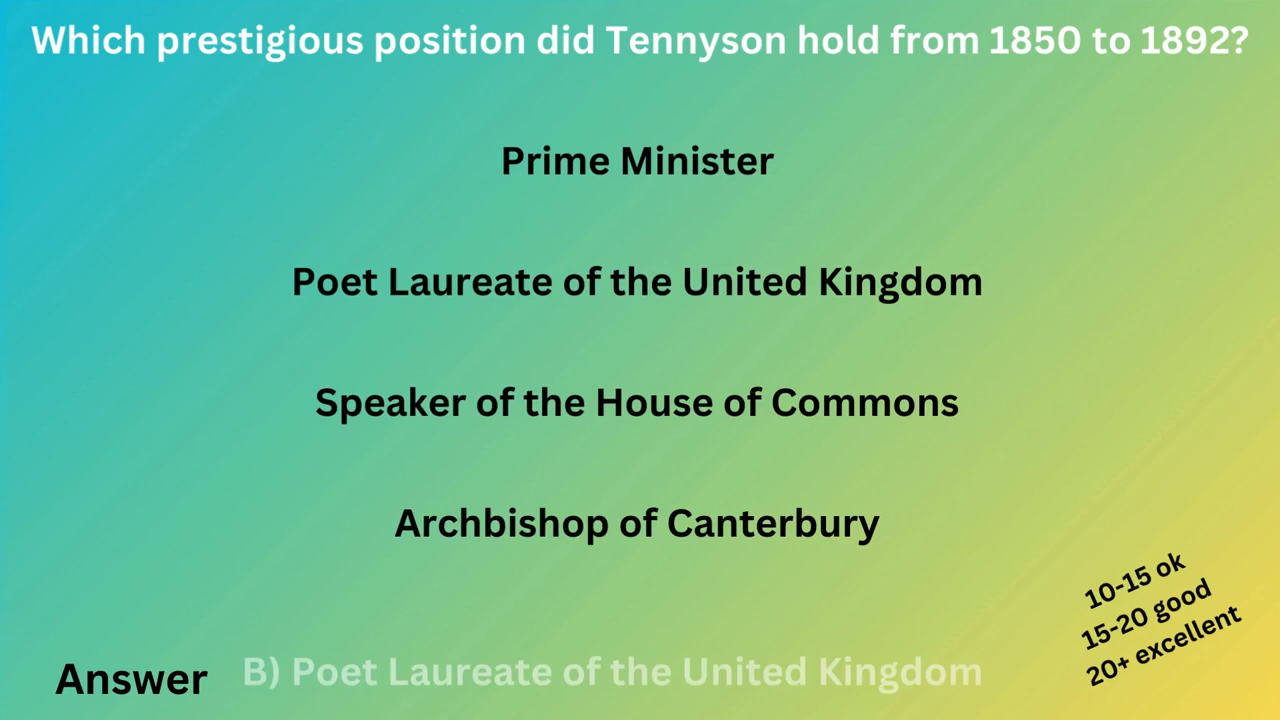 Which prestigious position did Tennyson hold from 1850 to 1892?
Prime Minister
Poet Laureate of the United Kingdom
Speaker of the House of Commons
Archbishop of Canterbury
10-15 ok
15-20 good
20+ excellent
Answer B) Poet Laureate of the United Kingdom